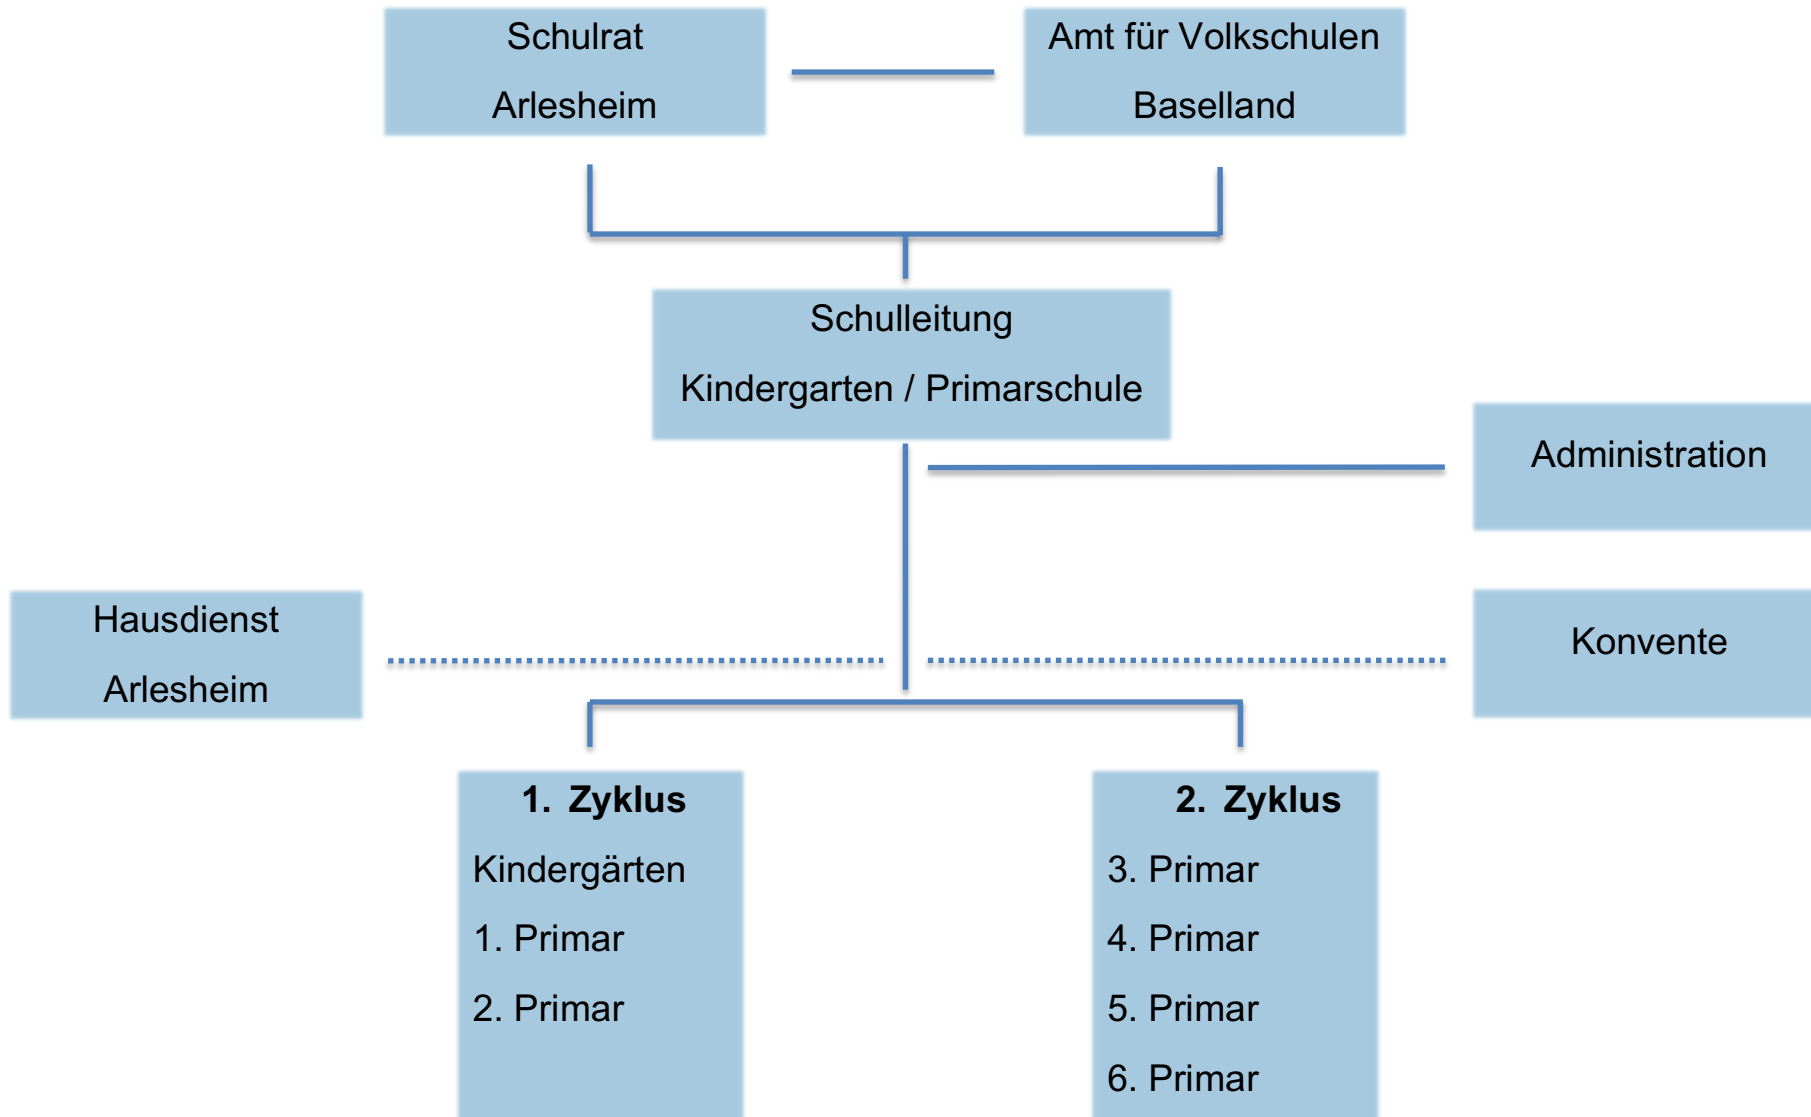 Schulrat
Arlesheim
Amt für Volkschulen
Baselland
Schulleitung
Kindergarten / Primarschule
Administration
Hausdienst
Arlesheim
Konvente
1. Zyklus
Kindergärten
1. Primar
2. Primar
2. Zyklus
3. Primar
4. Primar
5. Primar
6. Primar